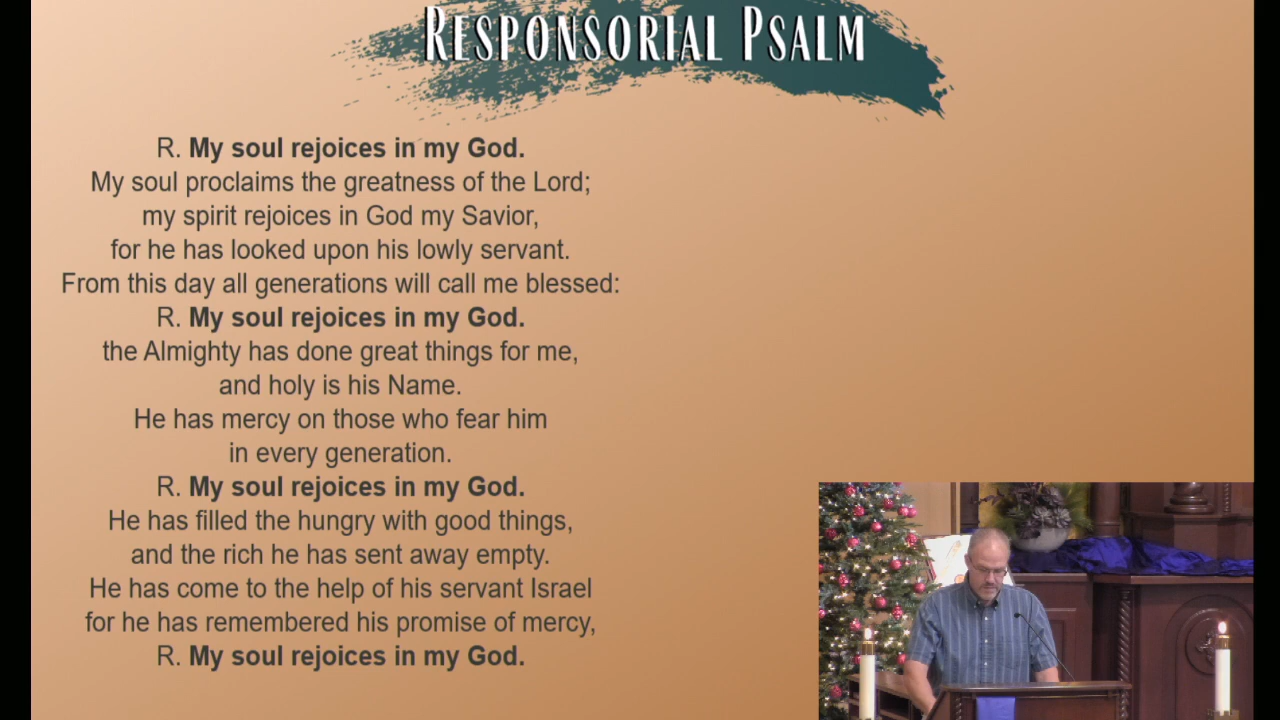 Responsorial Psalm
R. My soul rejoices in my God.
My soul proclaims the greatness of the Lord;
my spirit rejoices in God my Savior,
for he has looked upon his lowly servant.
From this day all generations will call me blessed:
R. My soul rejoices in my God.
the Almighty has done great things for me,
and holy is his Name.
He has mercy on those who fear him
in every generation.
R. My soul rejoices in my God.
He has filled the hungry with good things,
and the rich he has sent away empty.
He has come to the help of his servant Israel
for he has remembered his promise of mercy,
R. My soul rejoices in my God.